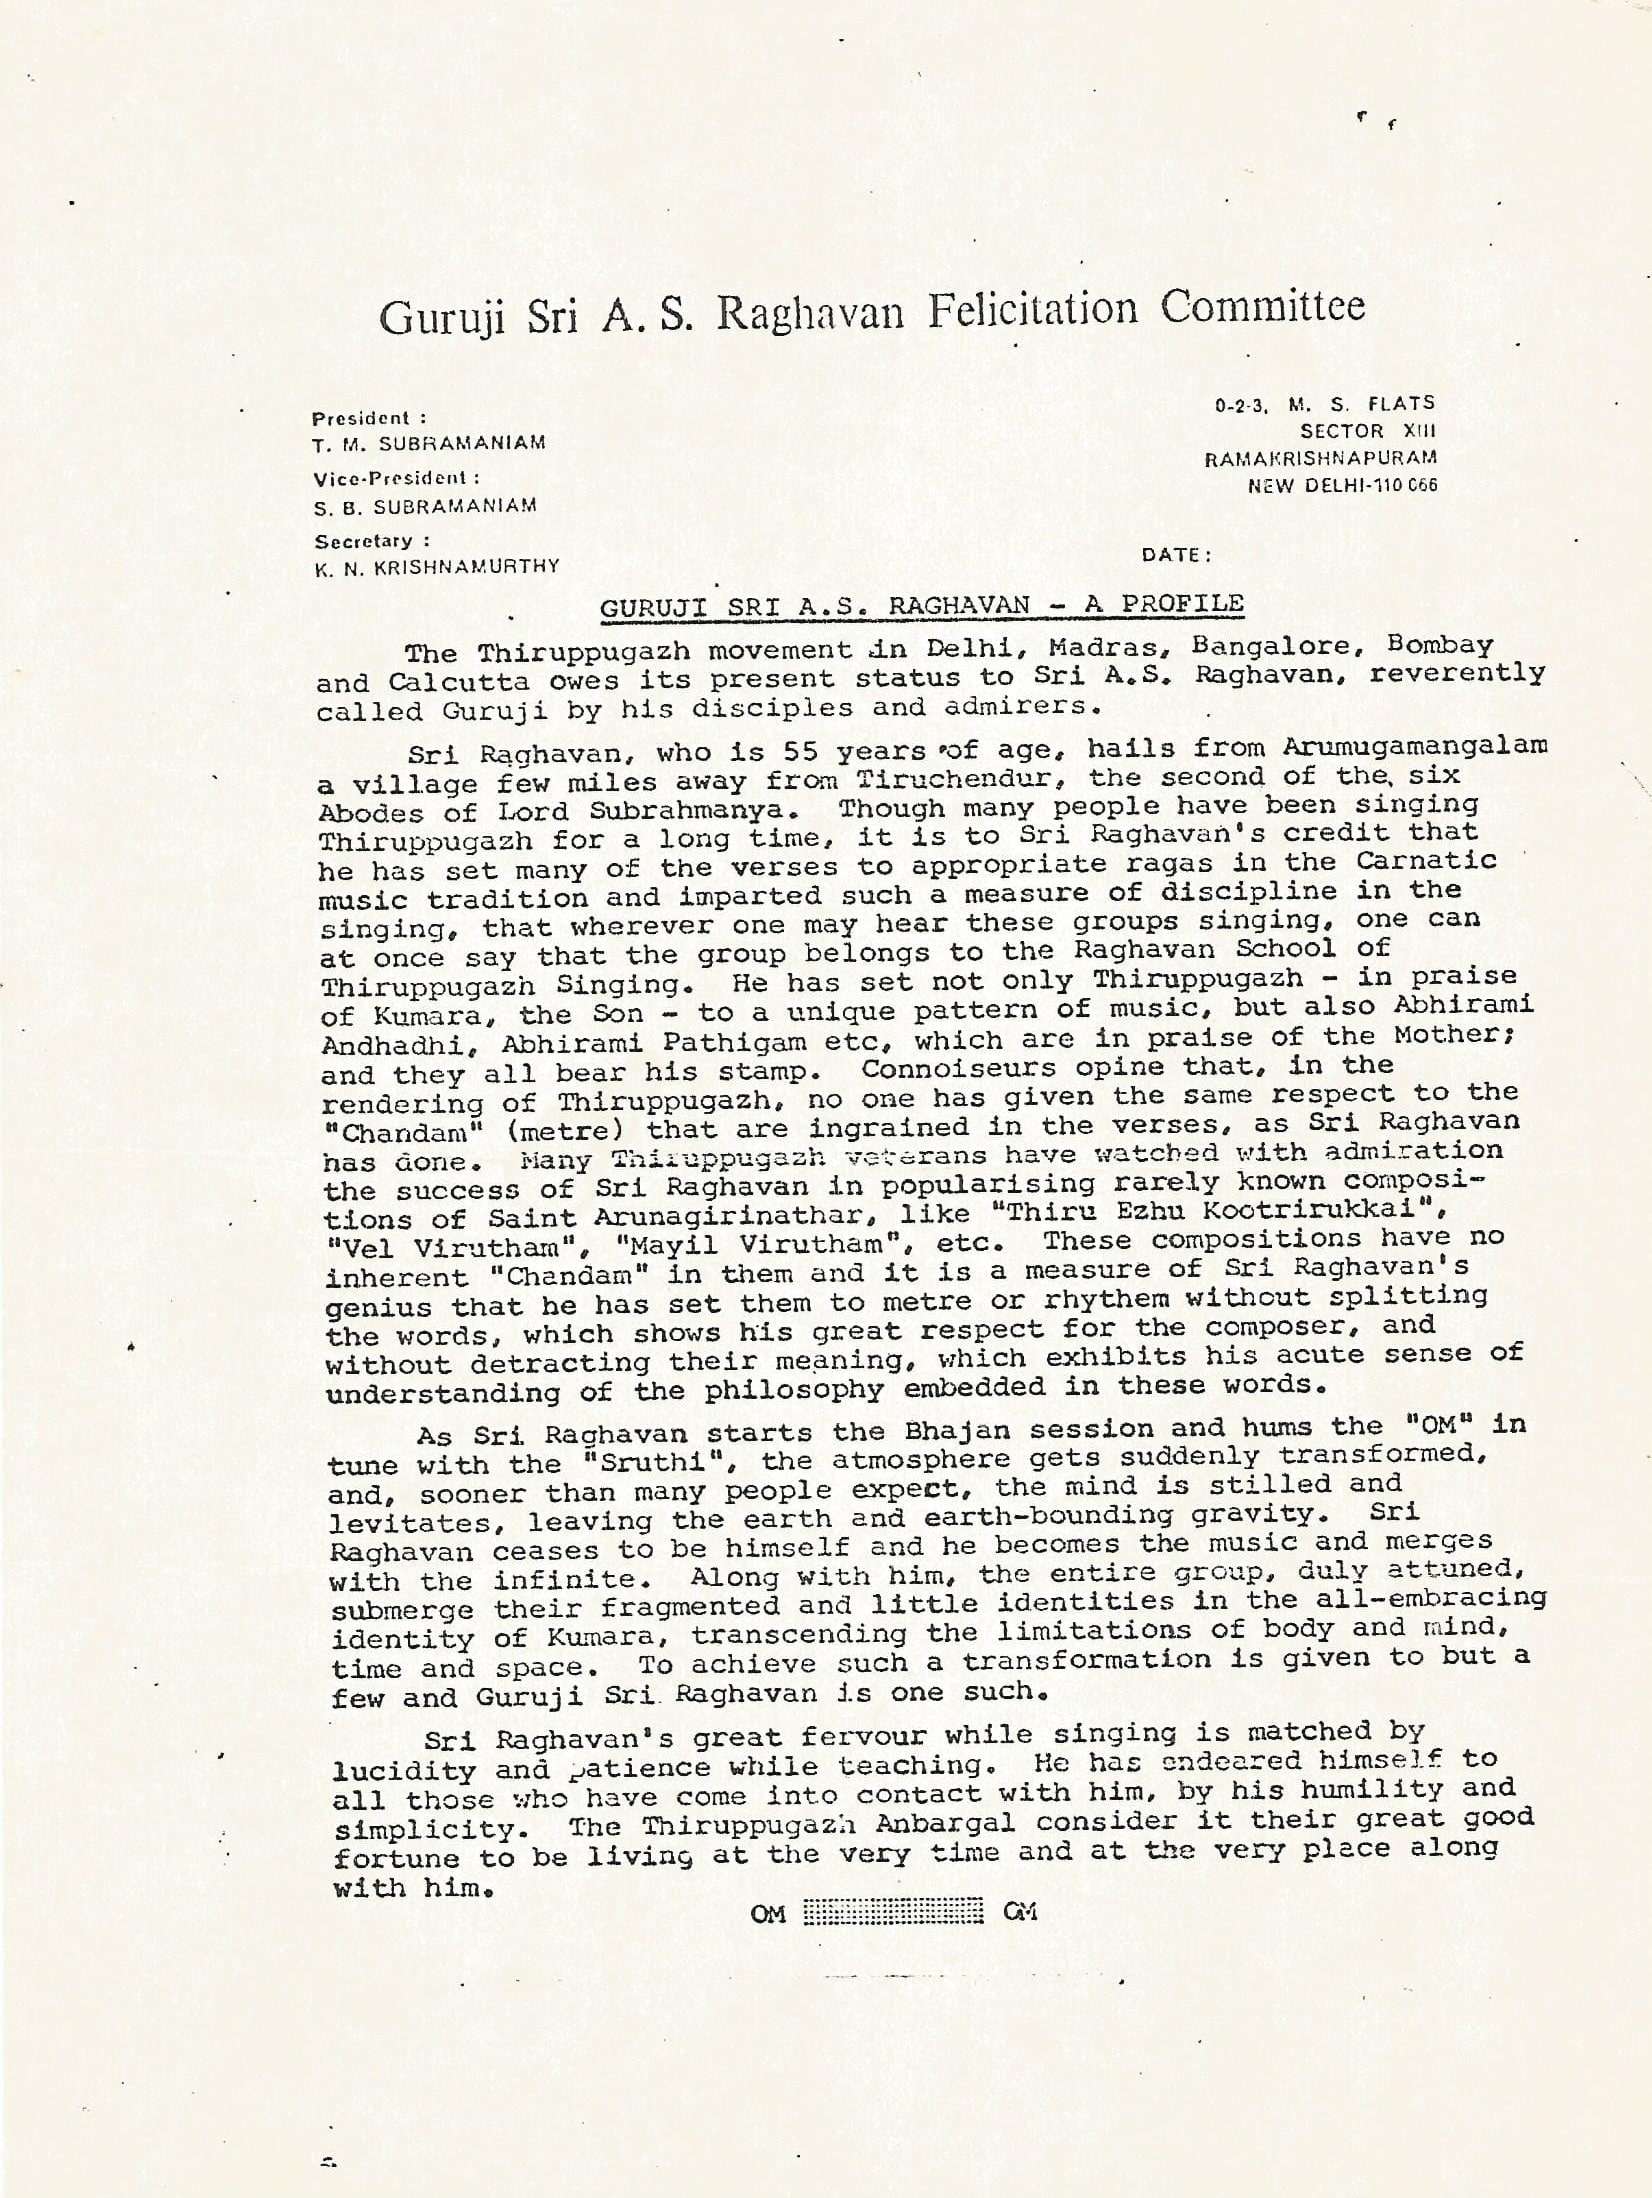 Guruji Sri A. S. Raghavan Felicitation Committee
President :
T. M. SUBRAMANIAM
Vice-President :
S. B. SUBRAMANIAM
Secretary :
K. N. KRISHNAMURTHY
0-2-3, M. S. FLATS
SECTOR XIII
RAMAKRISHNAPURAM
NEW DELHI-110 066
DATE:
GURUJI SRI A.S. RAGHAVAN - A PROFILE
The Thiruppugazh movement in Delhi, Madras, Bangalore, Bombay
and Calcutta owes its present status to Sri A.S. Raghavan, reverently
called Guruji by his disciples and admirers.
Sri Raghavan, who is 55 years of age, hails from Arumugamangalam
a village few miles away from Tiruchendur, the second of the, six
Abodes of Lord Subrahmanya. Though many people have been singing
Thiruppugazh for a long time, it is to Sri Raghavan's credit that
he has set many of the verses to appropriate ragas in the Carnatic
music tradition and imparted such a measure of discipline in the
singing, that wherever one may hear these groups singing, one can
at once say that the group belongs to the Raghavan School of
Thiruppugazh Singing. He has set not only Thiruppugazh - in praise
of Kumara, the Son - to a unique pattern of music, but also Abhirami
Andhadhi, Abhirami Pathigam etc, which are in praise of the Mother;
and they all bear his stamp. Connoiseurs opine that, in the
rendering of Thiruppugazh, no one has given the same respect to the
"Chandam" (metre) that are ingrained in the verses, as Sri Raghavan
has done. Many Thiruppugazh veterans have watched with admiration
the success of Sri Raghavan in popularising rarely known composi-
tions of Saint Arunagirinathar, like "Thiru Ezhu Kootrirukkai",
"Vel Virutham", "Mayil Virutham", etc. These compositions have no
inherent "Chandam" in them and it is a measure of Sri Raghavan's
genius that he has set them to metre or rhythem without splitting
the words, which shows his great respect for the composer, and
without detracting their meaning, which exhibits his acute sense of
understanding of the philosophy embedded in these words.
As Sri Raghavan starts the Bhajan session and hums the "OM" in
tune with the "Sruthi", the atmosphere gets suddenly transformed,
and, sooner than many people expect, the mind is stilled and
levitates, leaving the earth and earth-bounding gravity. Sri
Raghavan ceases to be himself and he becomes the music and merges
with the infinite. Along with him, the entire group, duly attuned,
submerge their fragmented and little identities in the all-embracing
identity of Kumara, transcending the limitations of body and mind,
time and space. To achieve such a transformation is given to but a
few and Guruji Sri Raghavan is one such.
Sri Raghavan's great fervour while singing is matched by
lucidity and patience while teaching. He has endeared himself to
all those who have come into contact with him, by his humility and
simplicity. The Thiruppugazh Anbargal consider it their great good
fortune to be living at the very time and at the very place along
with him.
OM OM